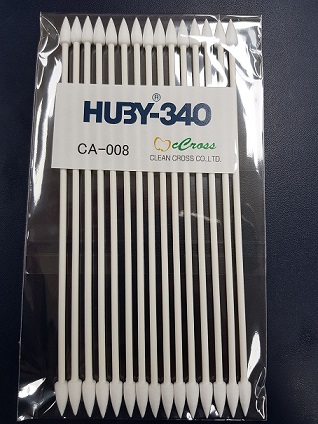 HUBY-340
®
CA-008
cCross
CLEAN CROSS CO.,LTD.